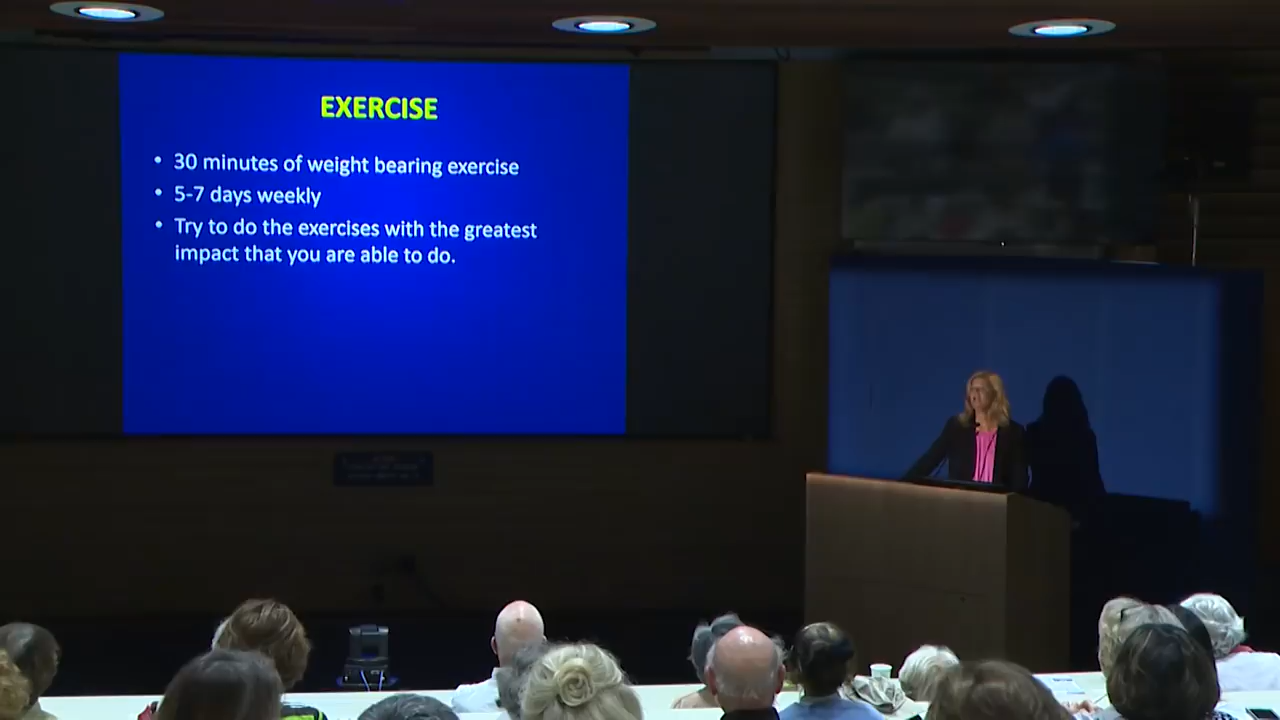 EXERCISE
• 30 minutes of weight bearing exercise
• 5-7 days weekly
• Try to do the exercises with the greatest
impact that you are able to do.